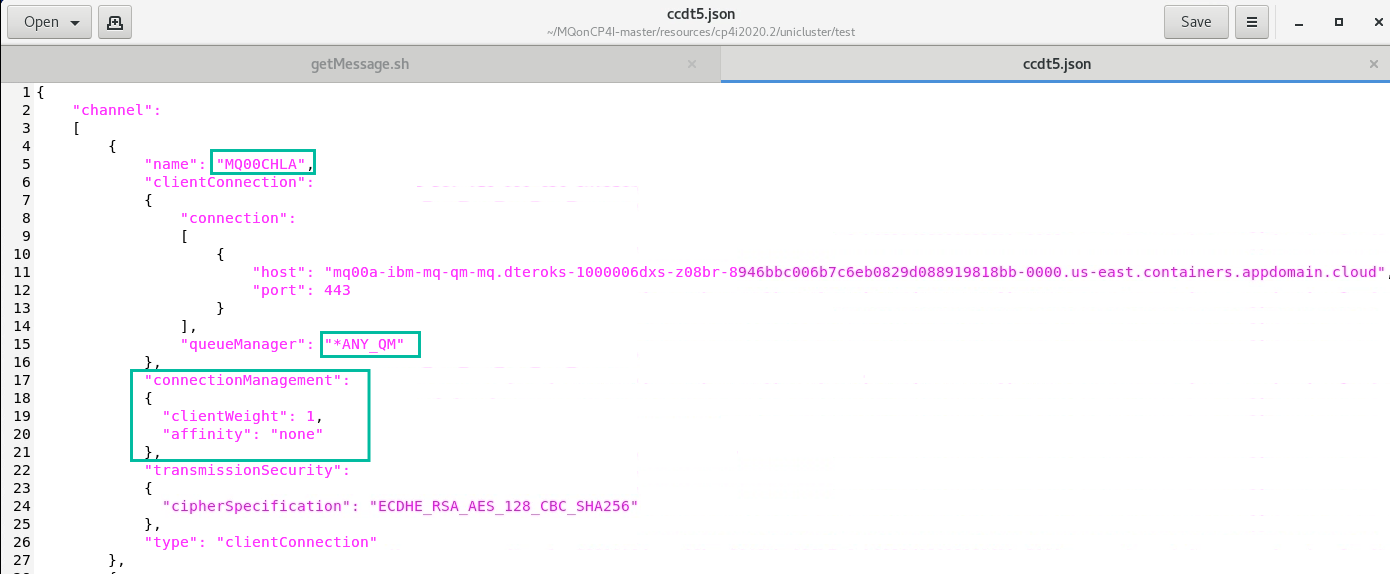 Open
ccdt5.json
~/MQonCP4I-master/resources/cp4i2020.2/unicluster/test
Save
getMessage.sh
ccdt5.json
1 {
2 "channel":
3 [
4 {
5 "name": "MQ00CHLA",
6 "clientConnection":
7 {
8 "connection":
9 [
10 {
11 "host": "mq00a-ibm-mq-qm-mq.dteroks-1000006dxs-z08br-8946bbc006b7c6eb0829d088919818bb-0000.us-east.containers.appdomain.cloud",
12 "port": 443
13 }
14 ],
15 "queueManager": "*ANY_QM"
16 },
17 "connectionManagement":
18 {
19 "clientWeight": 1,
20 "affinity": "none"
21 },
22 "transmissionSecurity":
23 {
24 "cipherSpecification": "ECDHE_RSA_AES_128_CBC_SHA256"
25 },
26 "type": "clientConnection"
27 },